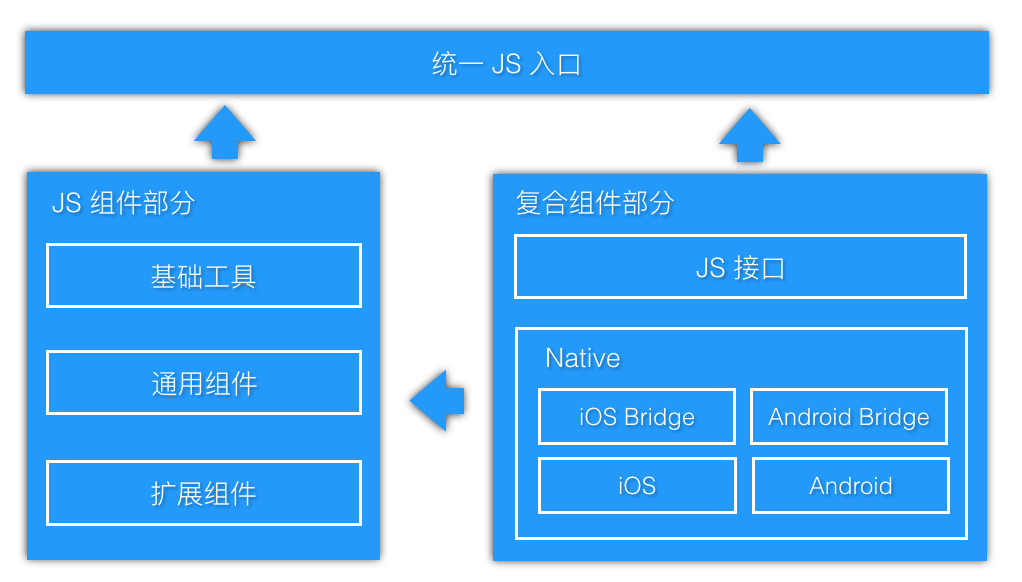 统一 JS 入口
JS 组件部分
基础工具
通用组件
扩展组件
复合组件部分
JS 接口
Native
iOS Bridge
Android Bridge
iOS
Android